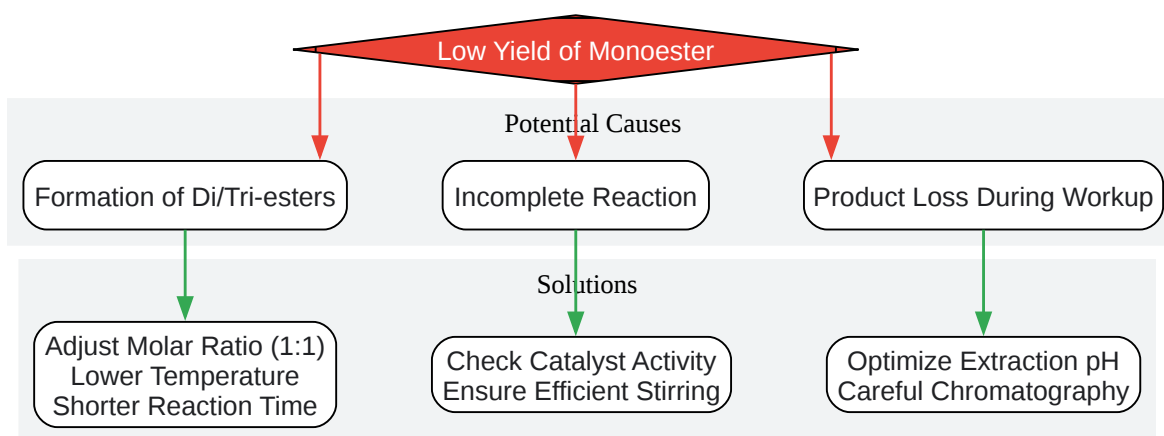 Low Yield of Monoester
Potential Causes
Formation of Di/Tri-esters
Incomplete Reaction
Product Loss During Workup
Solutions
Adjust Molar Ratio (1:1)
Lower Temperature
Shorter Reaction Time
Check Catalyst Activity
Ensure Efficient Stirring
Optimize Extraction pH
Careful Chromatography